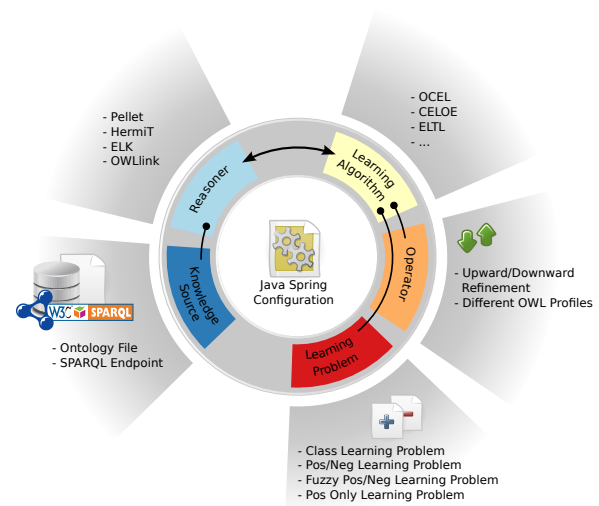 - Pellet
- HermiT
- ELK
- OWLlink
- OCEL
- CELOE
- ELTL
- ...
Reasoner
Learning
Algorithm
Operator
Knowledge
Source
Learning
Problem
Java Spring
Configuration
- Upward/Downward
Refinement
- Different OWL Profiles
W3C SPARQL
- Ontology File
- SPARQL Endpoint
- Class Learning Problem
- Pos/Neg Learning Problem
- Fuzzy Pos/Neg Learning Problem
- Pos Only Learning Problem